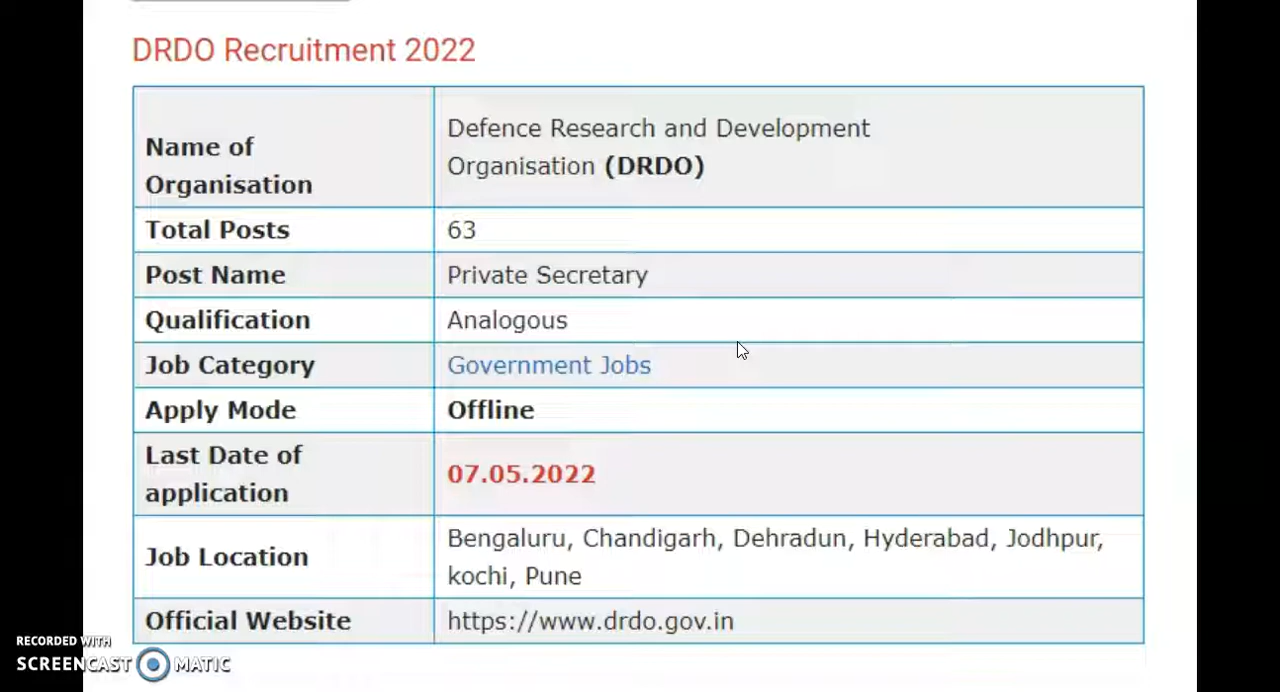 DRDO Recruitment 2022
Name of
Organisation
Defence Research and Development
Organisation (DRDO)
Total Posts
63
Post Name
Private Secretary
Qualification
Analogous
Job Category
Government Jobs
Apply Mode
Offline
Last Date of
application
07.05.2022
Job Location
Bengaluru, Chandigarh, Dehradun, Hyderabad, Jodhpur,
kochi, Pune
Official Website
https://www.drdo.gov.in
RECORDED WITH
SCREENCAST MATIC